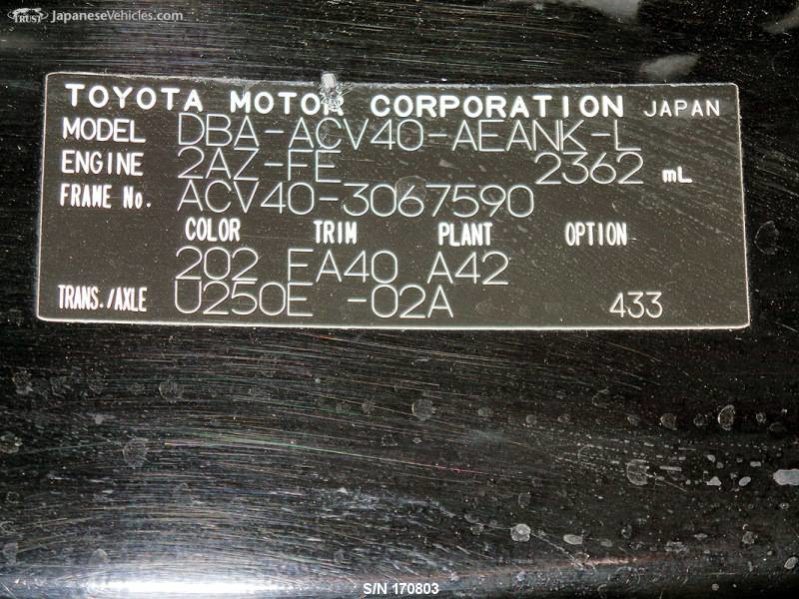 TRUST JapaneseVehicles.com
TOYOTA MOTOR CORPORATION JAPAN
MODEL DBA-ACV40-AEANK-L
ENGINE 2AZ-FE 2362 mL
FRAME No. ACV40-3067590
COLOR TRIM PLANT OPTION
202 FA40 A42
TRANS./AXLE U250E -02A 433
S/N 170803